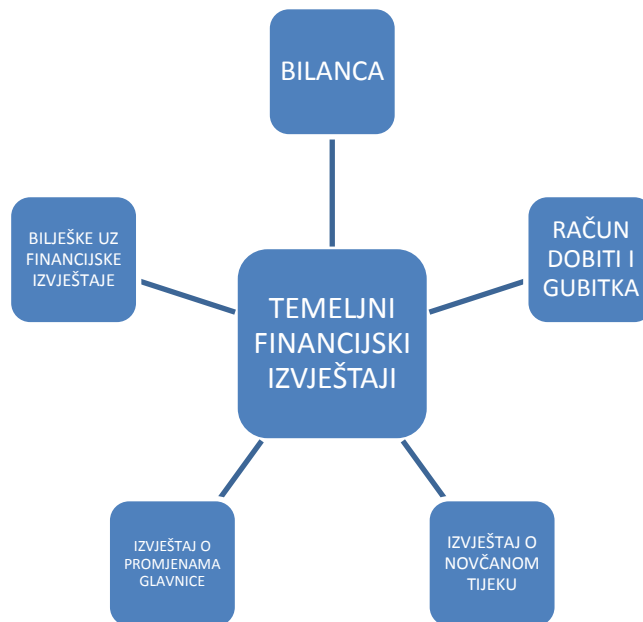 BILANCA
BILJEŠKE UZ
FINANCIJSKE
IZVJEŠTAJE
RAČUN
DOBITI I
GUBITKA
TEMELJNI
FINANCIJSKI
IZVJEŠTAJI
IZVJEŠTAJ O
PROMJENAMA
GLAVNICE
IZVJEŠTAJ O
NOVČANOM
TIJEKU